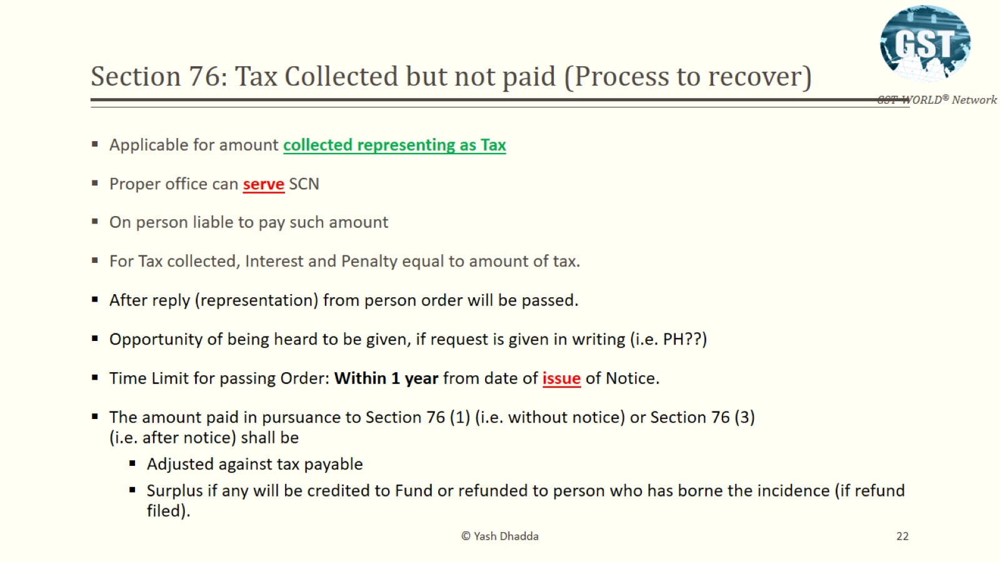 GST
Section 76: Tax Collected but not paid (Process to recover)
GST WORLD® Network
▪ Applicable for amount collected representing as Tax
▪ Proper office can serve SCN
▪ On person liable to pay such amount
▪ For Tax collected, Interest and Penalty equal to amount of tax.
▪ After reply (representation) from person order will be passed.
▪ Opportunity of being heard to be given, if request is given in writing (i.e. PH??)
▪ Time Limit for passing Order: Within 1 year from date of issue of Notice.
▪ The amount paid in pursuance to Section 76 (1) (i.e. without notice) or Section 76 (3)
(i.e. after notice) shall be
▪ Adjusted against tax payable
▪ Surplus if any will be credited to Fund or refunded to person who has borne the incidence (if refund
filed).
© Yash Dhadda
22